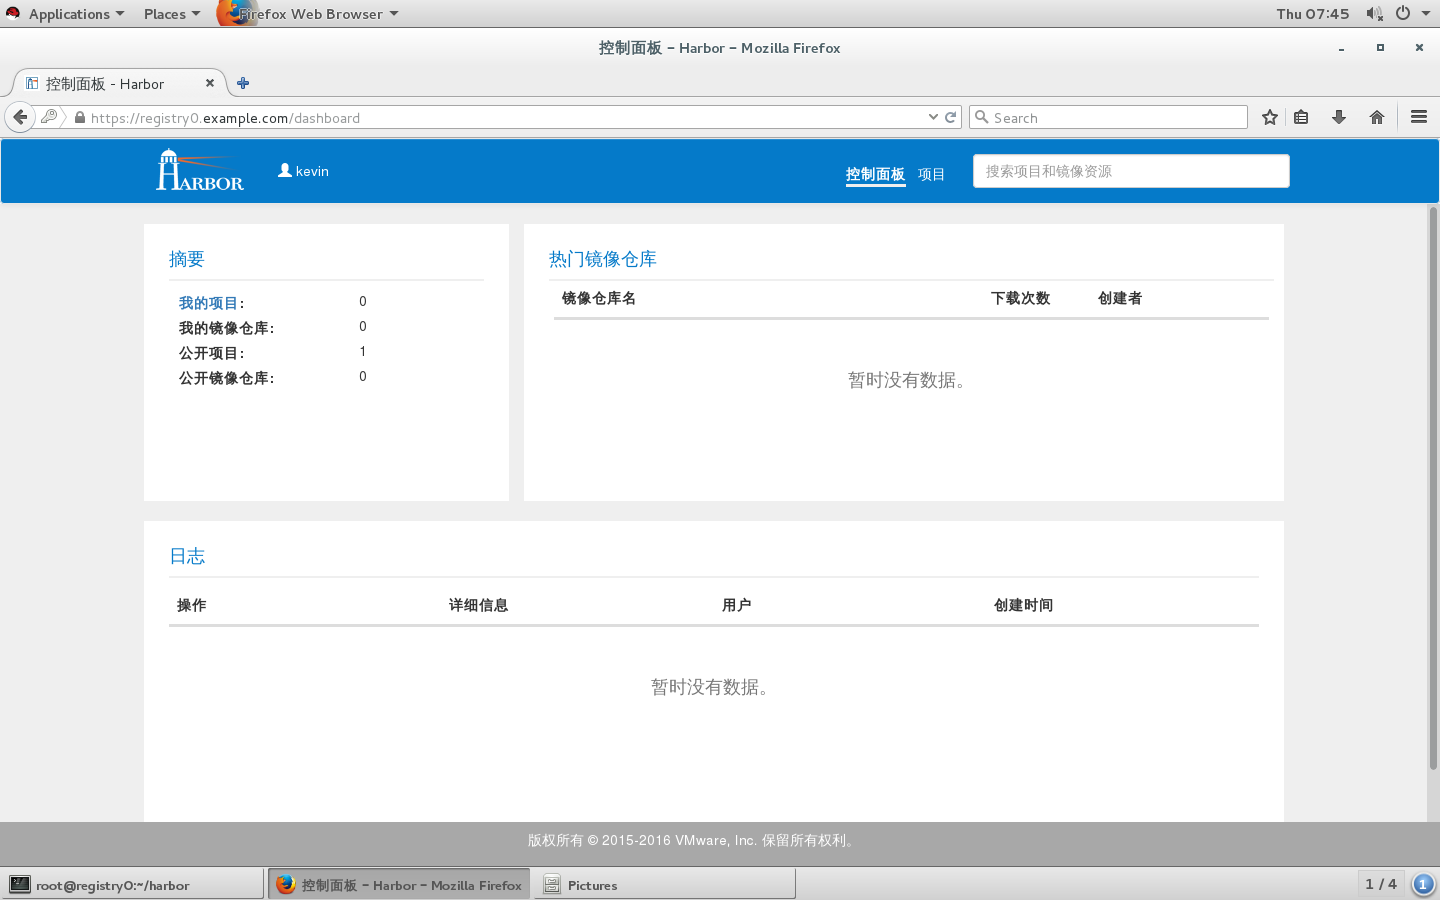 Applications Places Firefox Web Browser Thu 07:45
控制面板 - Harbor - Mozilla Firefox
控制面板 - Harbor
https://registry0.example.com/dashboard Search
HARBOR kevin 控制面板 项目 搜索项目和镜像资源
摘要
我的项目: 0
我的镜像仓库: 0
公开项目: 1
公开镜像仓库: 0
热门镜像仓库
镜像仓库名 下载次数 创建者
暂时没有数据。
日志
操作 详细信息 用户 创建时间
暂时没有数据。
版权所有 © 2015-2016 VMware, Inc. 保留所有权利。
root@registry0:~/harbor 控制面板 - Harbor - Mozilla Firefox Pictures 1 / 4 1